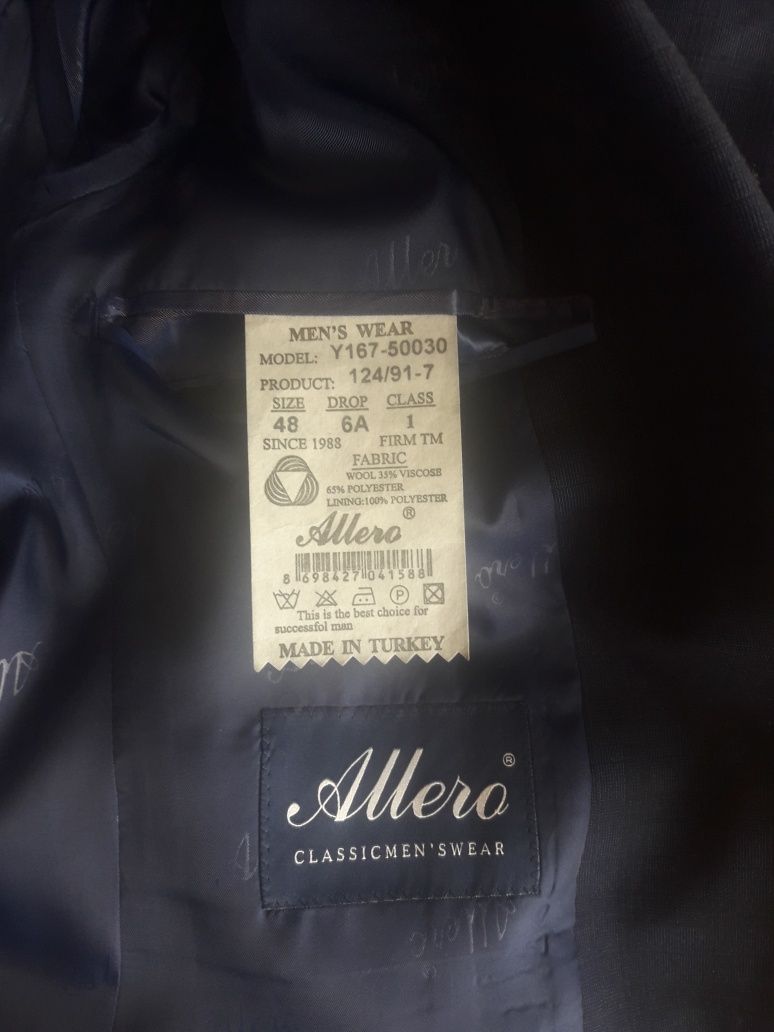 Aller
MEN'S WEAR
MODEL: Y167-50030
PRODUCT: 124/91-7
SIZE DROP CLASS
48 6A 1
SINCE 1988 FIRM TM
FABRIC
WOOL 35% VISCOSE
65% POLYESTER
LINING:100% POLYESTER
Allero®
8 698427 041588
P
This is the best choice for
successfol man
MADE IN TURKEY
Allero®
CLASSICMEN'SWEAR
Allero